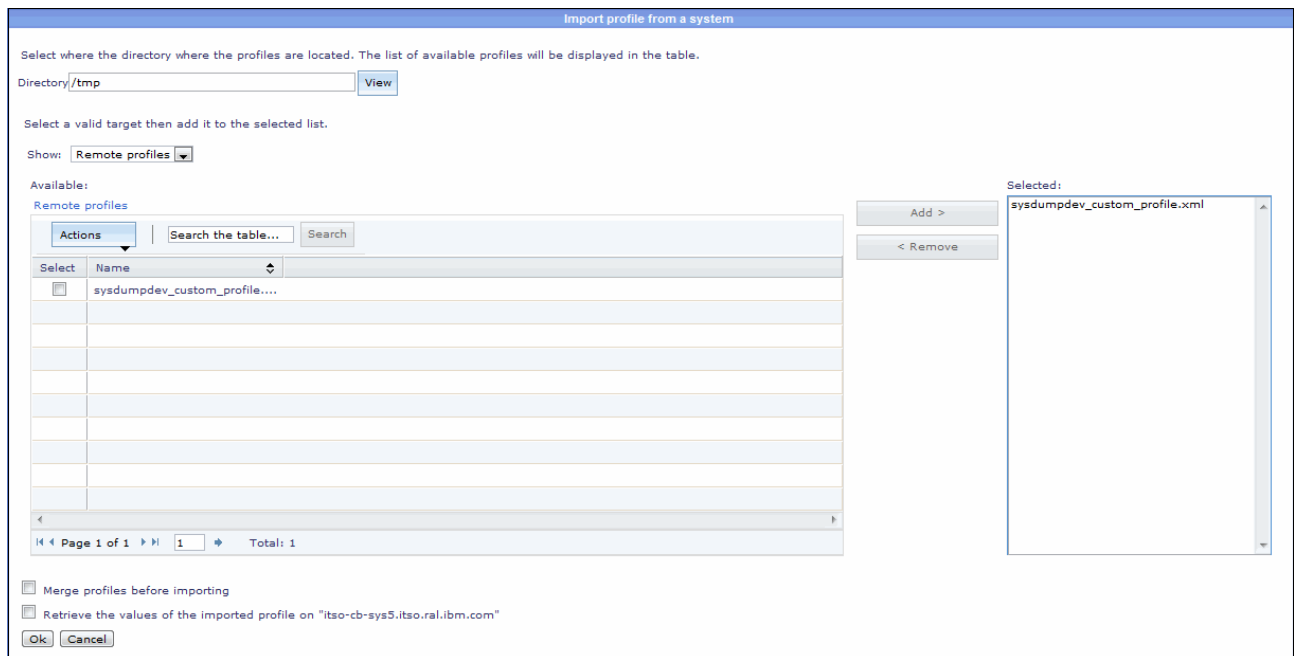 Import profile from a system
Select where the directory where the profiles are located. The list of available profiles will be displayed in the table.
Directory /tmp View
Select a valid target then add it to the selected list.
Show: Remote profiles
Available:
Remote profiles
Actions Search the table... Search
Select Name
sysdumpdev_custom_profile....
Page 1 of 1 1 Total: 1
Add >
< Remove
Selected:
sysdumpdev_custom_profile.xml
Merge profiles before importing
Retrieve the values of the imported profile on "itso-cb-sys5.itso.ral.ibm.com"
Ok Cancel